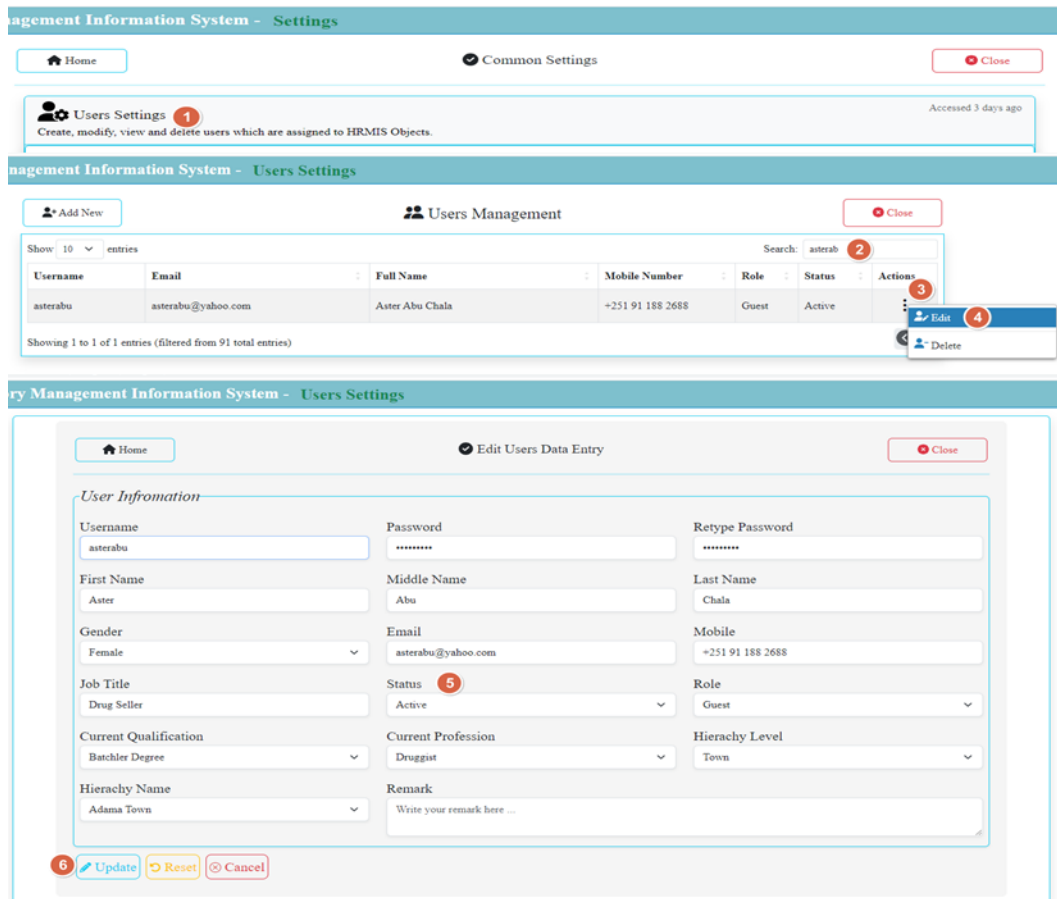 nagement Information System - Settings
Home
Common Settings
Close
Users Settings 1
Accessed 3 days ago
Create, modify, view and delete users which are assigned to HRMIS Objects.
nagement Information System - Users Settings
Add New
Users Management
Close
Show 10 entries
Search: asterab 2
Username Email Full Name Mobile Number Role Status Actions
3
asterabu asterabu@yahoo.com Aster Abu Chala +251 91 188 2688 Guest Active
Edit 4
Delete
Showing 1 to 1 of 1 entries (filtered from 91 total entries)
ry Management Information System - Users Settings
Home
Edit Users Data Entry
Close
User Infromation
Username Password Retype Password
asterabu ••••••••• •••••••••
First Name Middle Name Last Name
Aster Abu Chala
Gender Email Mobile
Female asterabu@yahoo.com +251 91 188 2688
Job Title Status 5 Role
Drug Seller Active Guest
Current Qualification Current Profession Hierachy Level
Batchler Degree Druggist Town
Hierachy Name Remark
Adama Town Write your remark here ...
6 Update Reset Cancel